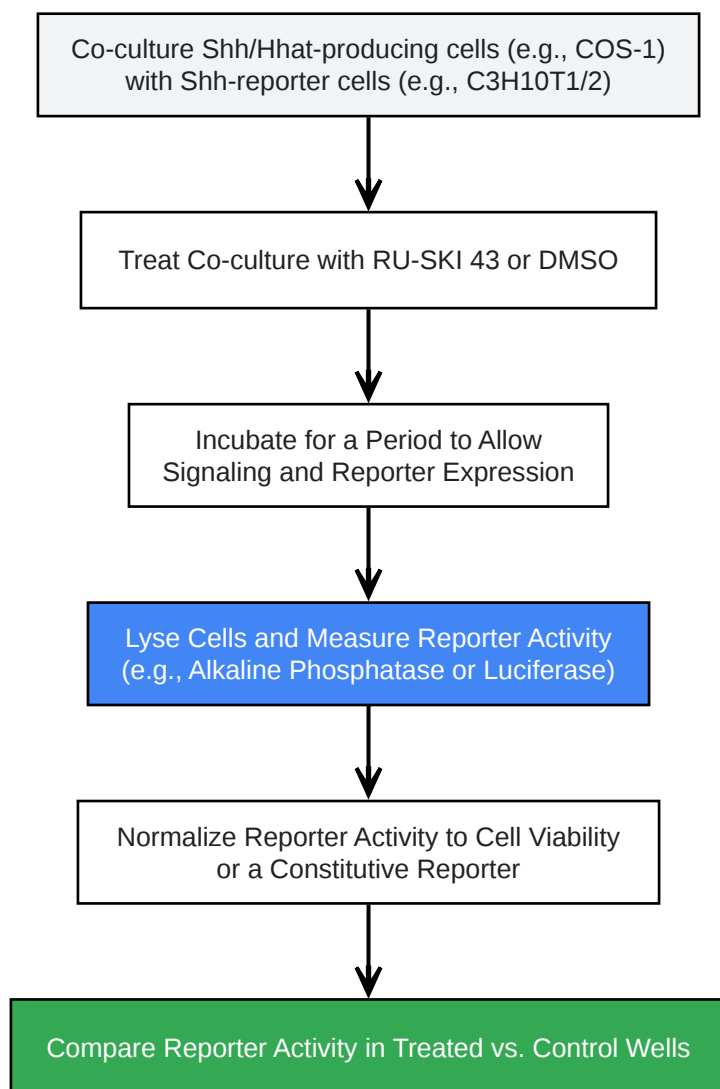 Co-culture Shh/Hhat-producing cells (e.g., COS-1)
with Shh-reporter cells (e.g., C3H10T1/2)
Treat Co-culture with RU-SKI 43 or DMSO
Incubate for a Period to Allow
Signaling and Reporter Expression
Lyse Cells and Measure Reporter Activity
(e.g., Alkaline Phosphatase or Luciferase)
Normalize Reporter Activity to Cell Viability
or a Constitutive Reporter
Compare Reporter Activity in Treated vs. Control Wells